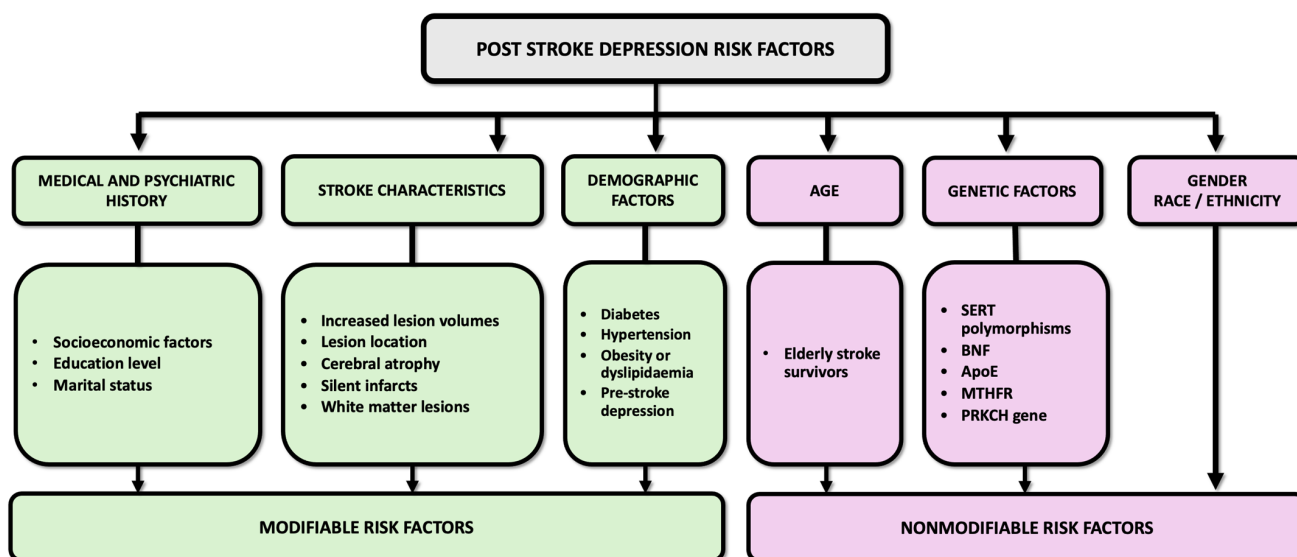 POST STROKE DEPRESSION RISK FACTORS
MEDICAL AND PSYCHIATRIC
HISTORY
STROKE CHARACTERISTICS
DEMOGRAPHIC
FACTORS
AGE
GENETIC FACTORS
GENDER
RACE / ETHNICITY
• Socioeconomic factors
• Education level
• Marital status
• Increased lesion volumes
• Lesion location
• Cerebral atrophy
• Silent infarcts
• White matter lesions
• Diabetes
• Hypertension
• Obesity or
dyslipidaemia
• Pre-stroke
depression
• Elderly stroke
survivors
• SERT
polymorphisms
• BNF
• ApoE
• MTHFR
• PRKCH gene
MODIFIABLE RISK FACTORS
NONMODIFIABLE RISK FACTORS